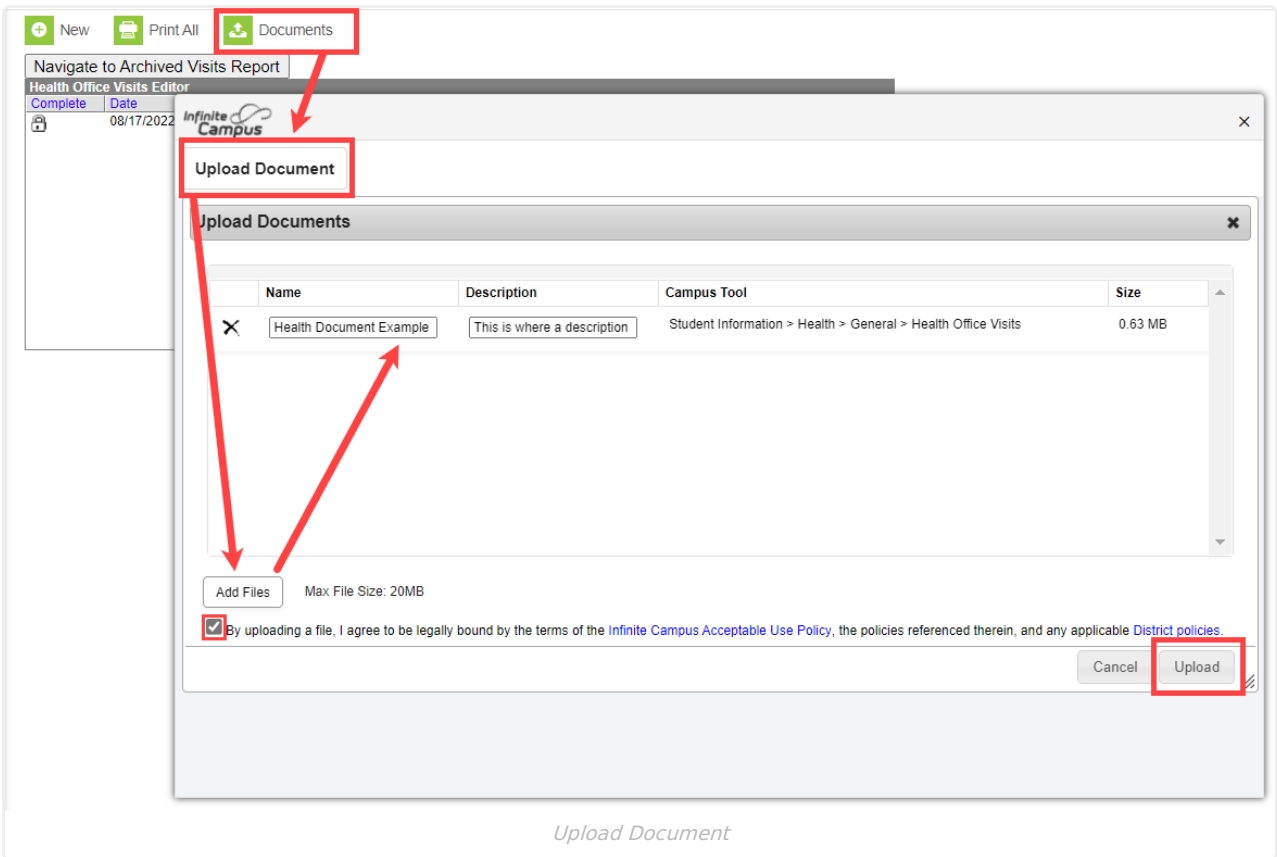 New Print All Documents
Navigate to Archived Visits Report
Health Office Visits Editor
Complete Date
08/17/2022
Infinite Campus
Upload Document
Upload Documents
Name Description Campus Tool Size
Health Document Example This is where a description Student Information > Health > General > Health Office Visits 0.63 MB
Add Files Max File Size: 20MB
By uploading a file, I agree to be legally bound by the terms of the Infinite Campus Acceptable Use Policy, the policies referenced therein, and any applicable District policies.
Cancel Upload
Upload Document